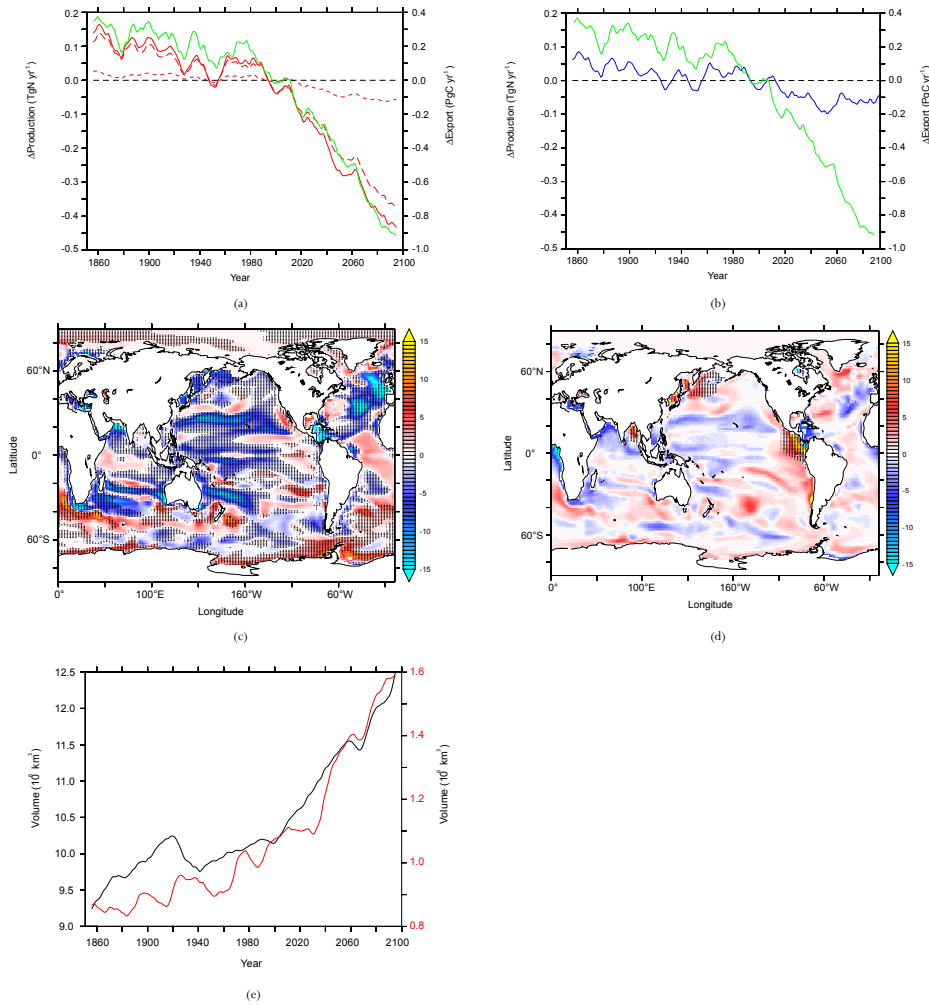 0.2
0.1
0.0
-0.1
-0.2
-0.3
-0.4
-0.5
ΔProduction (TgN yr⁻¹)
0.4
0.2
0.0
-0.2
-0.4
-0.6
-0.8
-1.0
ΔExport (PgC yr⁻¹)
1860 1900 1940 1980 2020 2060 2100
Year
(a)
0.2
0.1
0.0
-0.1
-0.2
-0.3
-0.4
-0.5
ΔProduction (TgN yr⁻¹)
0.4
0.2
0.0
-0.2
-0.4
-0.6
-0.8
-1.0
ΔExport (PgC yr⁻¹)
1860 1900 1940 1980 2020 2060 2100
Year
(b)
60°N
0°
60°S
Latitude
0° 100°E 160°W 60°W
Longitude
15
10
5
0
-5
-10
-15
(c)
60°N
0°
60°S
Latitude
0° 100°E 160°W 60°W
Longitude
15
10
5
0
-5
-10
-15
(d)
12.5
12.0
11.5
11.0
10.5
10.0
9.5
9.0
Volume (10⁶ km³)
1.6
1.4
1.2
1.0
0.8
Volume (10⁶ km³)
1860 1900 1940 1980 2020 2060 2100
Year
(e)